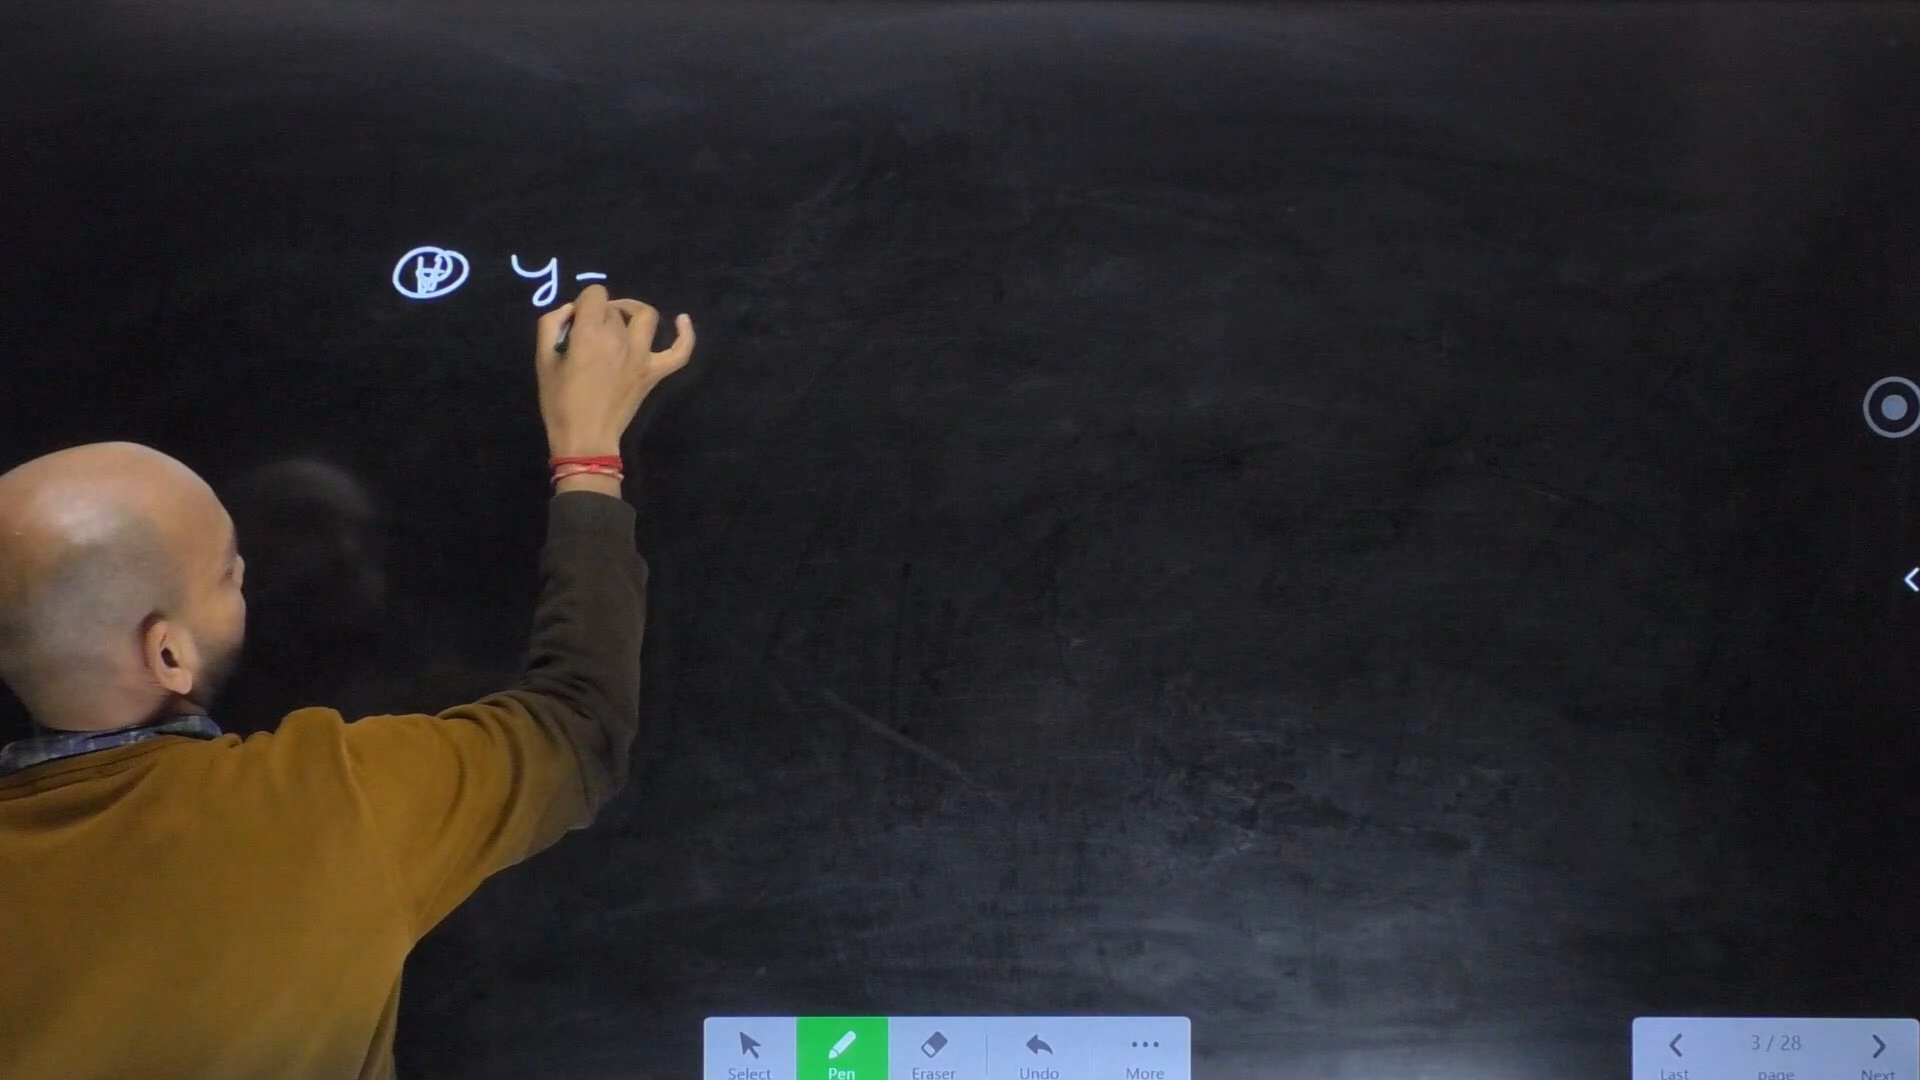 y =
Select Pen Eraser Undo More
Last 3 / 28 page Next